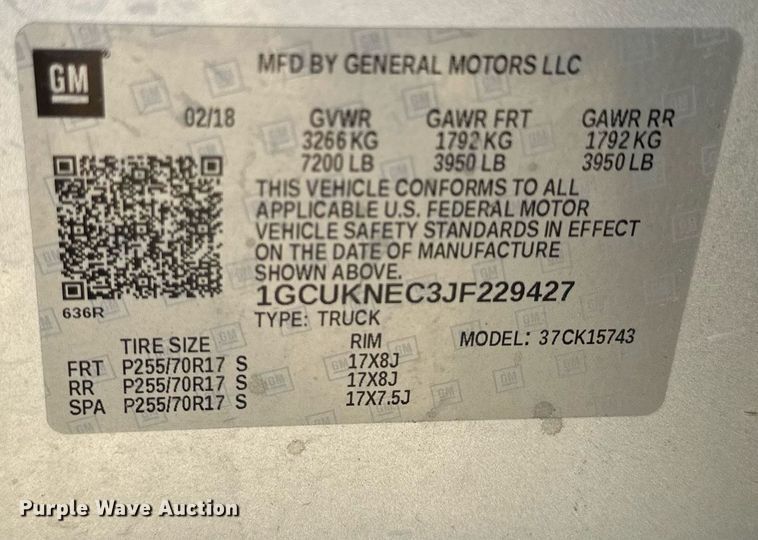 GM
MFD BY GENERAL MOTORS LLC
02/18 GVWR GAWR FRT GAWR RR
3266 KG 1792 KG 1792 KG
7200 LB 3950 LB 3950 LB
THIS VEHICLE CONFORMS TO ALL
APPLICABLE U.S. FEDERAL MOTOR
VEHICLE SAFETY STANDARDS IN EFFECT
ON THE DATE OF MANUFACTURE
SHOWN ABOVE.
636R
1GCUKNEC3JF229427
TYPE: TRUCK
TIRE SIZE RIM MODEL: 37CK15743
FRT P255/70R17 S 17X8J
RR P255/70R17 S 17X8J
SPA P255/70R17 S 17X7.5J
Purple Wave Auction